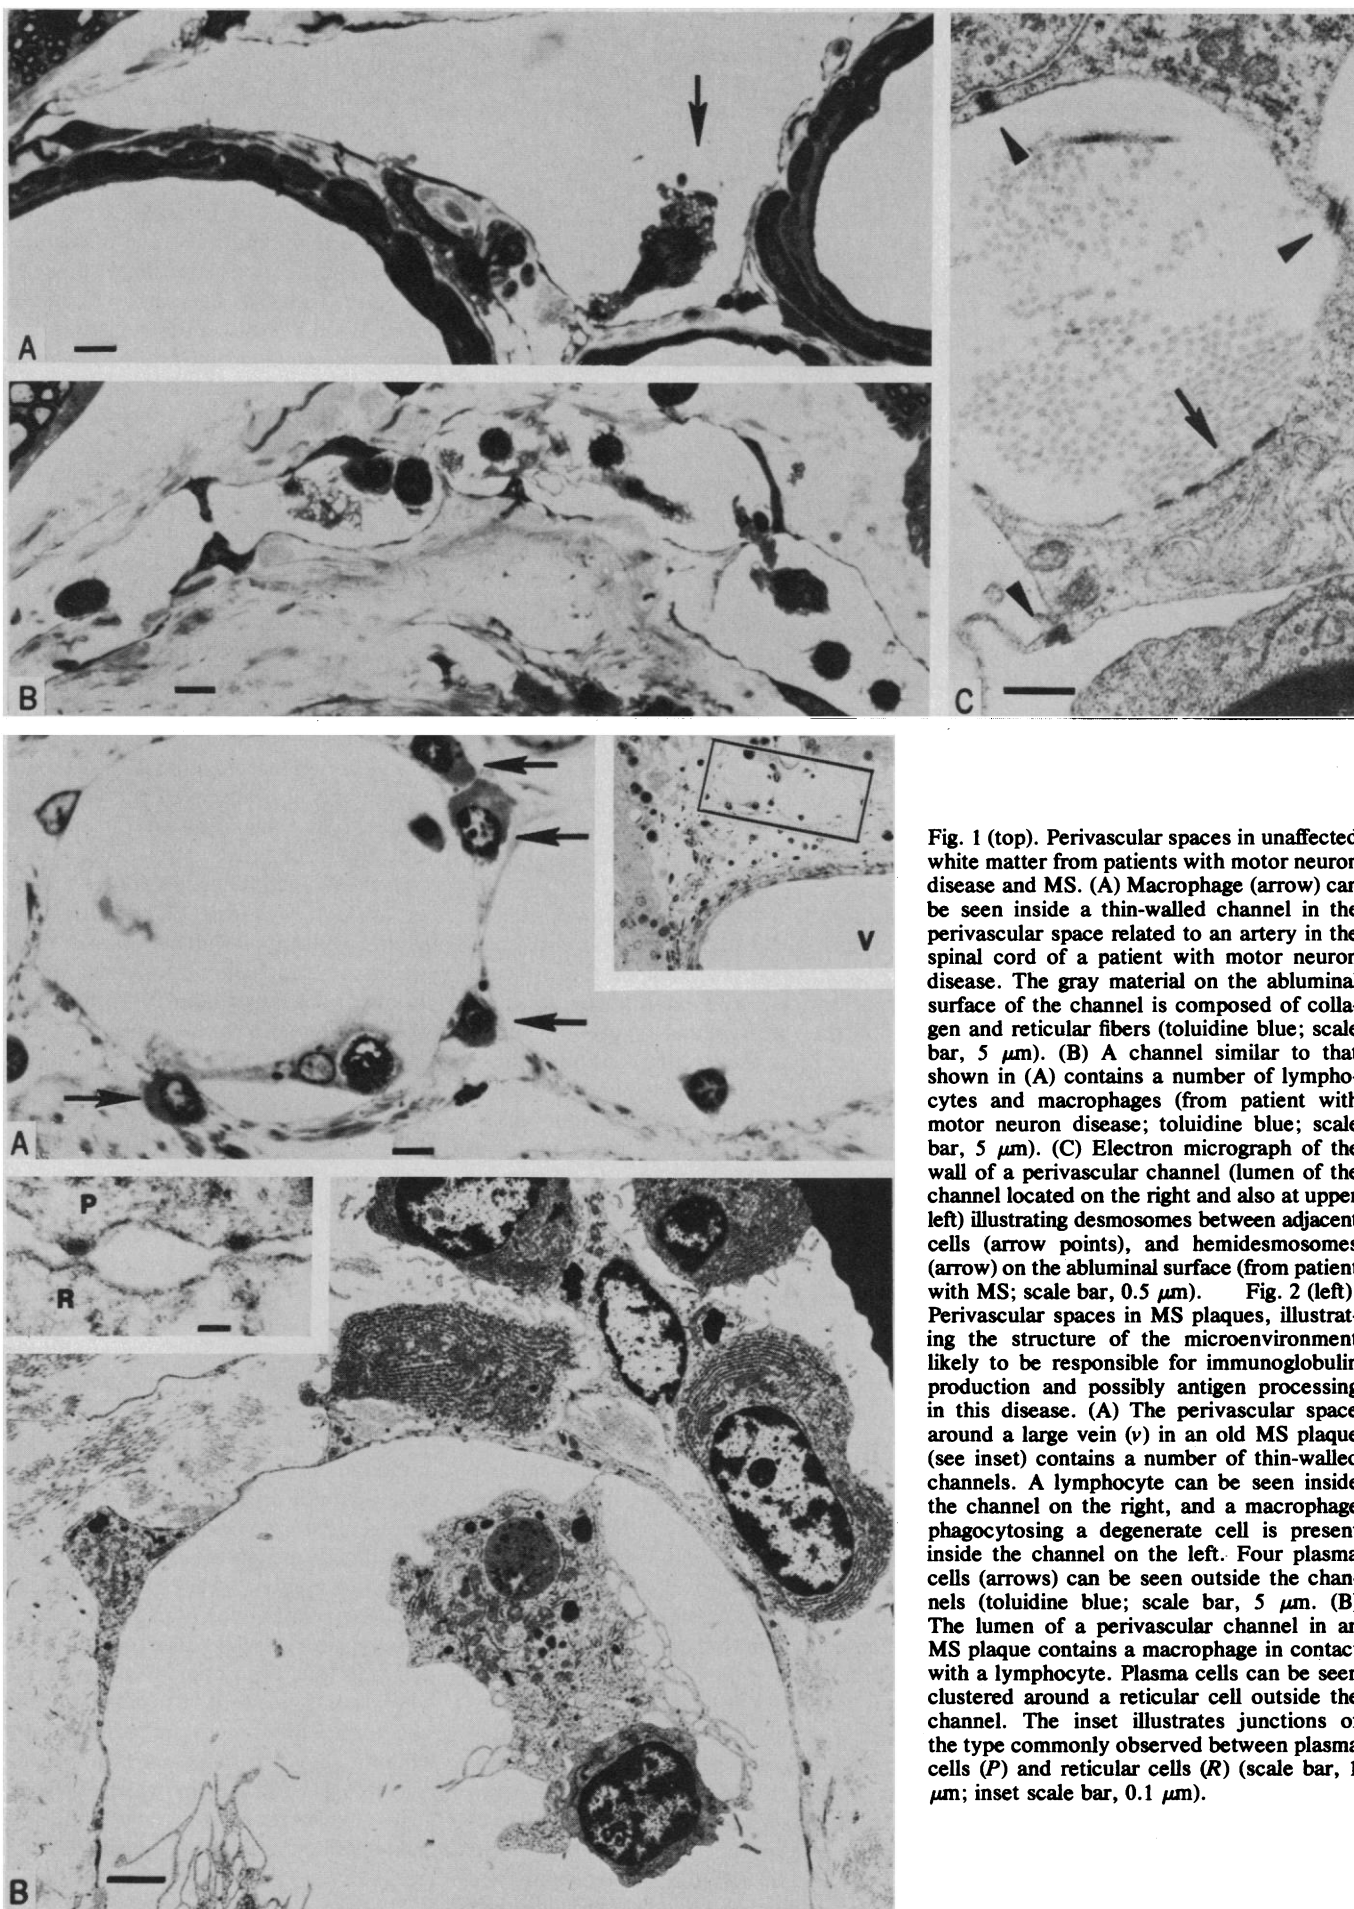 A
B
C
V
A
P
R
B
Fig. 1 (top). Perivascular spaces in unaffected
white matter from patients with motor neuron
disease and MS. (A) Macrophage (arrow) can
be seen inside a thin-walled channel in the
perivascular space related to an artery in the
spinal cord of a patient with motor neuron
disease. The gray material on the abluminal
surface of the channel is composed of colla-
gen and reticular fibers (toluidine blue; scale
bar, 5 μm). (B) A channel similar to that
shown in (A) contains a number of lympho-
cytes and macrophages (from patient with
motor neuron disease; toluidine blue; scale
bar, 5 μm). (C) Electron micrograph of the
wall of a perivascular channel (lumen of the
channel located on the right and also at upper
left) illustrating desmosomes between adjacent
cells (arrow points), and hemidesmosomes
(arrow) on the abluminal surface (from patient
with MS; scale bar, 0.5 μm). Fig. 2 (left)
Perivascular spaces in MS plaques, illustrat-
ing the structure of the microenvironment
likely to be responsible for immunoglobulin
production and possibly antigen processing
in this disease. (A) The perivascular space
around a large vein (v) in an old MS plaque
(see inset) contains a number of thin-walled
channels. A lymphocyte can be seen inside
the channel on the right, and a macrophage
phagocytosing a degenerate cell is present
inside the channel on the left. Four plasma
cells (arrows) can be seen outside the chan-
nels (toluidine blue; scale bar, 5 μm. (B)
The lumen of a perivascular channel in an
MS plaque contains a macrophage in contact
with a lymphocyte. Plasma cells can be seen
clustered around a reticular cell outside the
channel. The inset illustrates junctions of
the type commonly observed between plasma
cells (P) and reticular cells (R) (scale bar, 1
μm; inset scale bar, 0.1 μm).